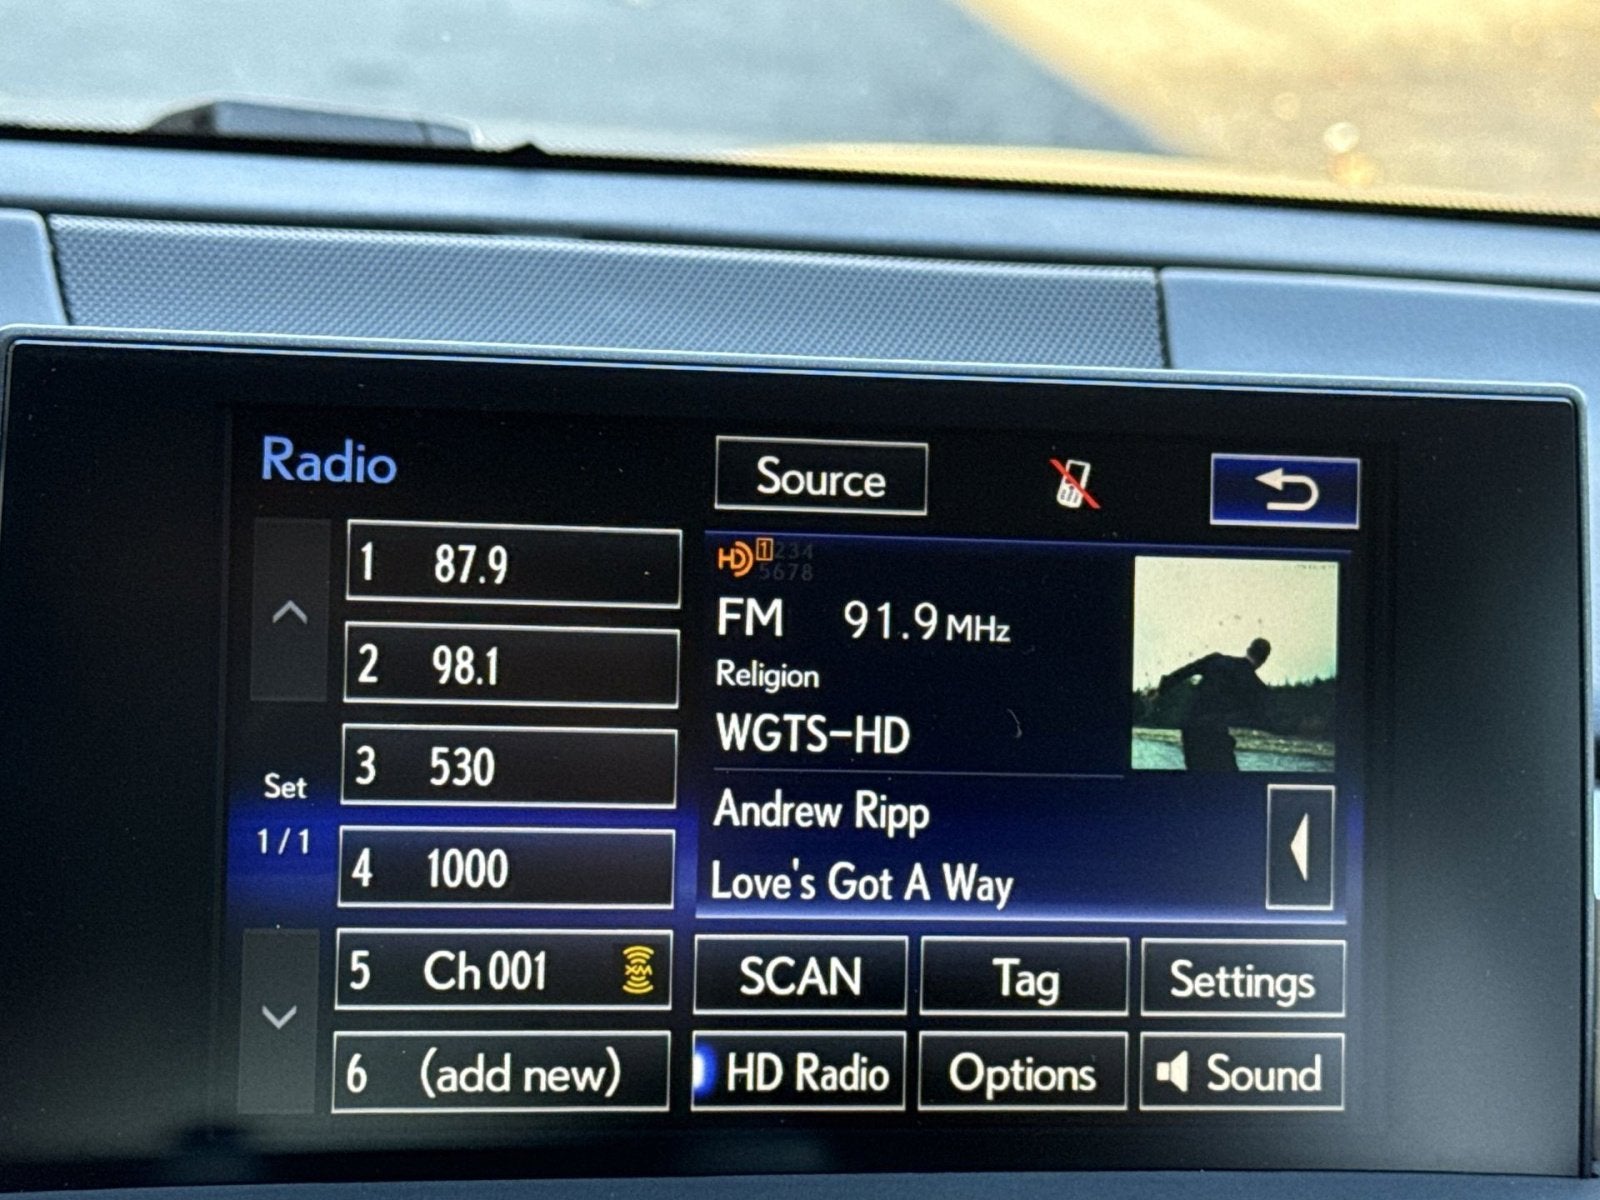 Radio
Source
1 87.9
2 98.1
3 530
Set
1/1
4 1000
5 Ch 001 XM
6 (add new)
HD 1 234
5678
FM 91.9 MHz
Religion
WGTS-HD
Andrew Ripp
Love's Got A Way
SCAN Tag Settings
HD Radio Options Sound